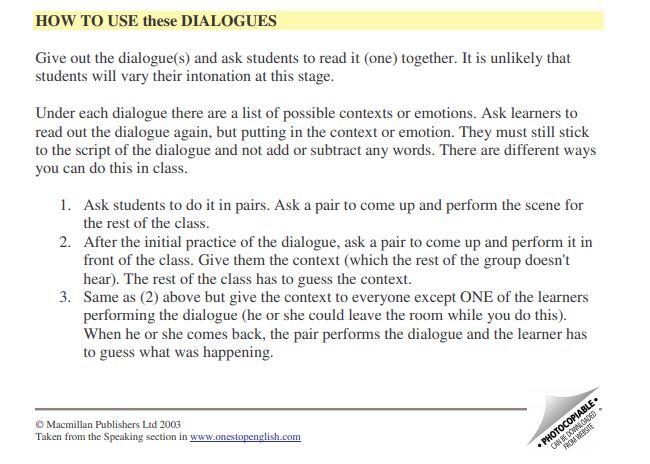 HOW TO USE these DIALOGUES
Give out the dialogue(s) and ask students to read it (one) together. It is unlikely that
students will vary their intonation at this stage.
Under each dialogue there are a list of possible contexts or emotions. Ask learners to
read out the dialogue again, but putting in the context or emotion. They must still stick
to the script of the dialogue and not add or subtract any words. There are different ways
you can do this in class.
1. Ask students to do it in pairs. Ask a pair to come up and perform the scene for
the rest of the class.
2. After the initial practice of the dialogue, ask a pair to come up and perform it in
front of the class. Give them the context (which the rest of the group doesn't
hear). The rest of the class has to guess the context.
3. Same as (2) above but give the context to everyone except ONE of the learners
performing the dialogue (he or she could leave the room while you do this).
When he or she comes back, the pair performs the dialogue and the learner has
to guess what was happening.
© Macmillan Publishers Ltd 2003
Taken from the Speaking section in www.onestopenglish.com
• PHOTOCOPIABLE •
CAN BE DOWNLOADED
FROM WEBSITE